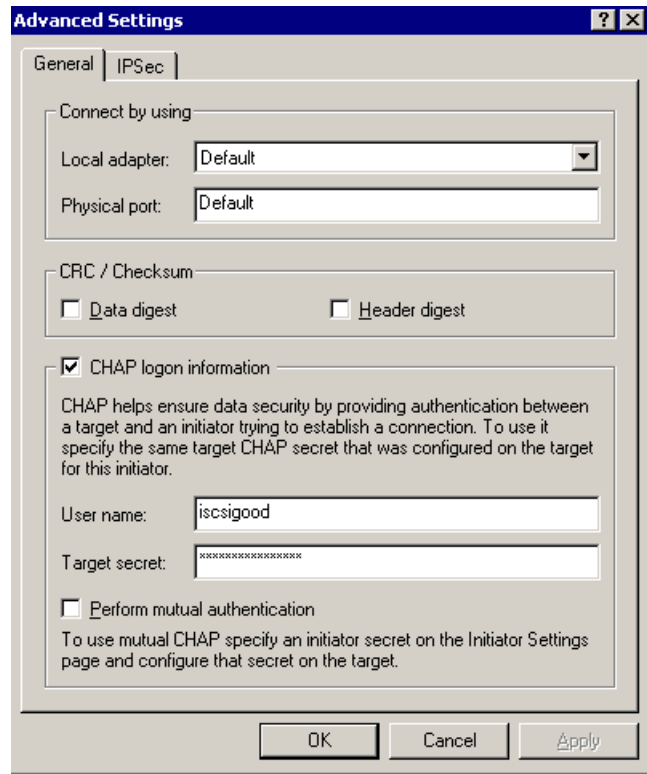 Advanced Settings
General IPSec
Connect by using
Local adapter: Default
Physical port: Default
CRC / Checksum
Data digest Header digest
CHAP logon information
CHAP helps ensure data security by providing authentication between
a target and an initiator trying to establish a connection. To use it
specify the same target CHAP secret that was configured on the target
for this initiator.
User name: iscsigood
Target secret: ****************
Perform mutual authentication
To use mutual CHAP specify an initiator secret on the Initiator Settings
page and configure that secret on the target.
OK Cancel Apply